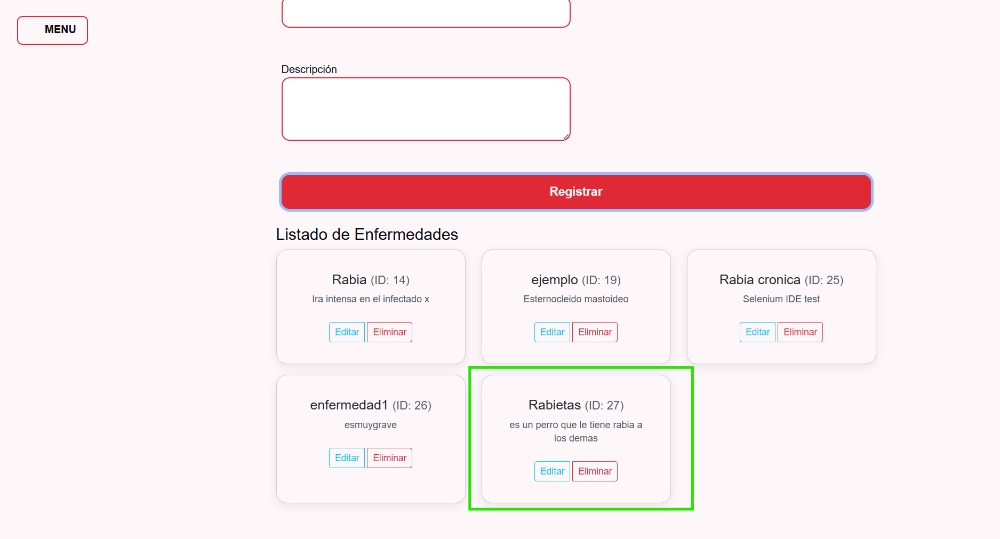 MENU
Descripción
Registrar
Listado de Enfermedades
Rabia (ID: 14)
Ira intensa en el infectado x
Editar Eliminar
ejemplo (ID: 19)
Esternocleido mastoideo
Editar Eliminar
Rabia cronica (ID: 25)
Selenium IDE test
Editar Eliminar
enfermedad1 (ID: 26)
esmuygrave
Editar Eliminar
Rabietas (ID: 27)
es un perro que le tiene rabia a
los demas
Editar Eliminar